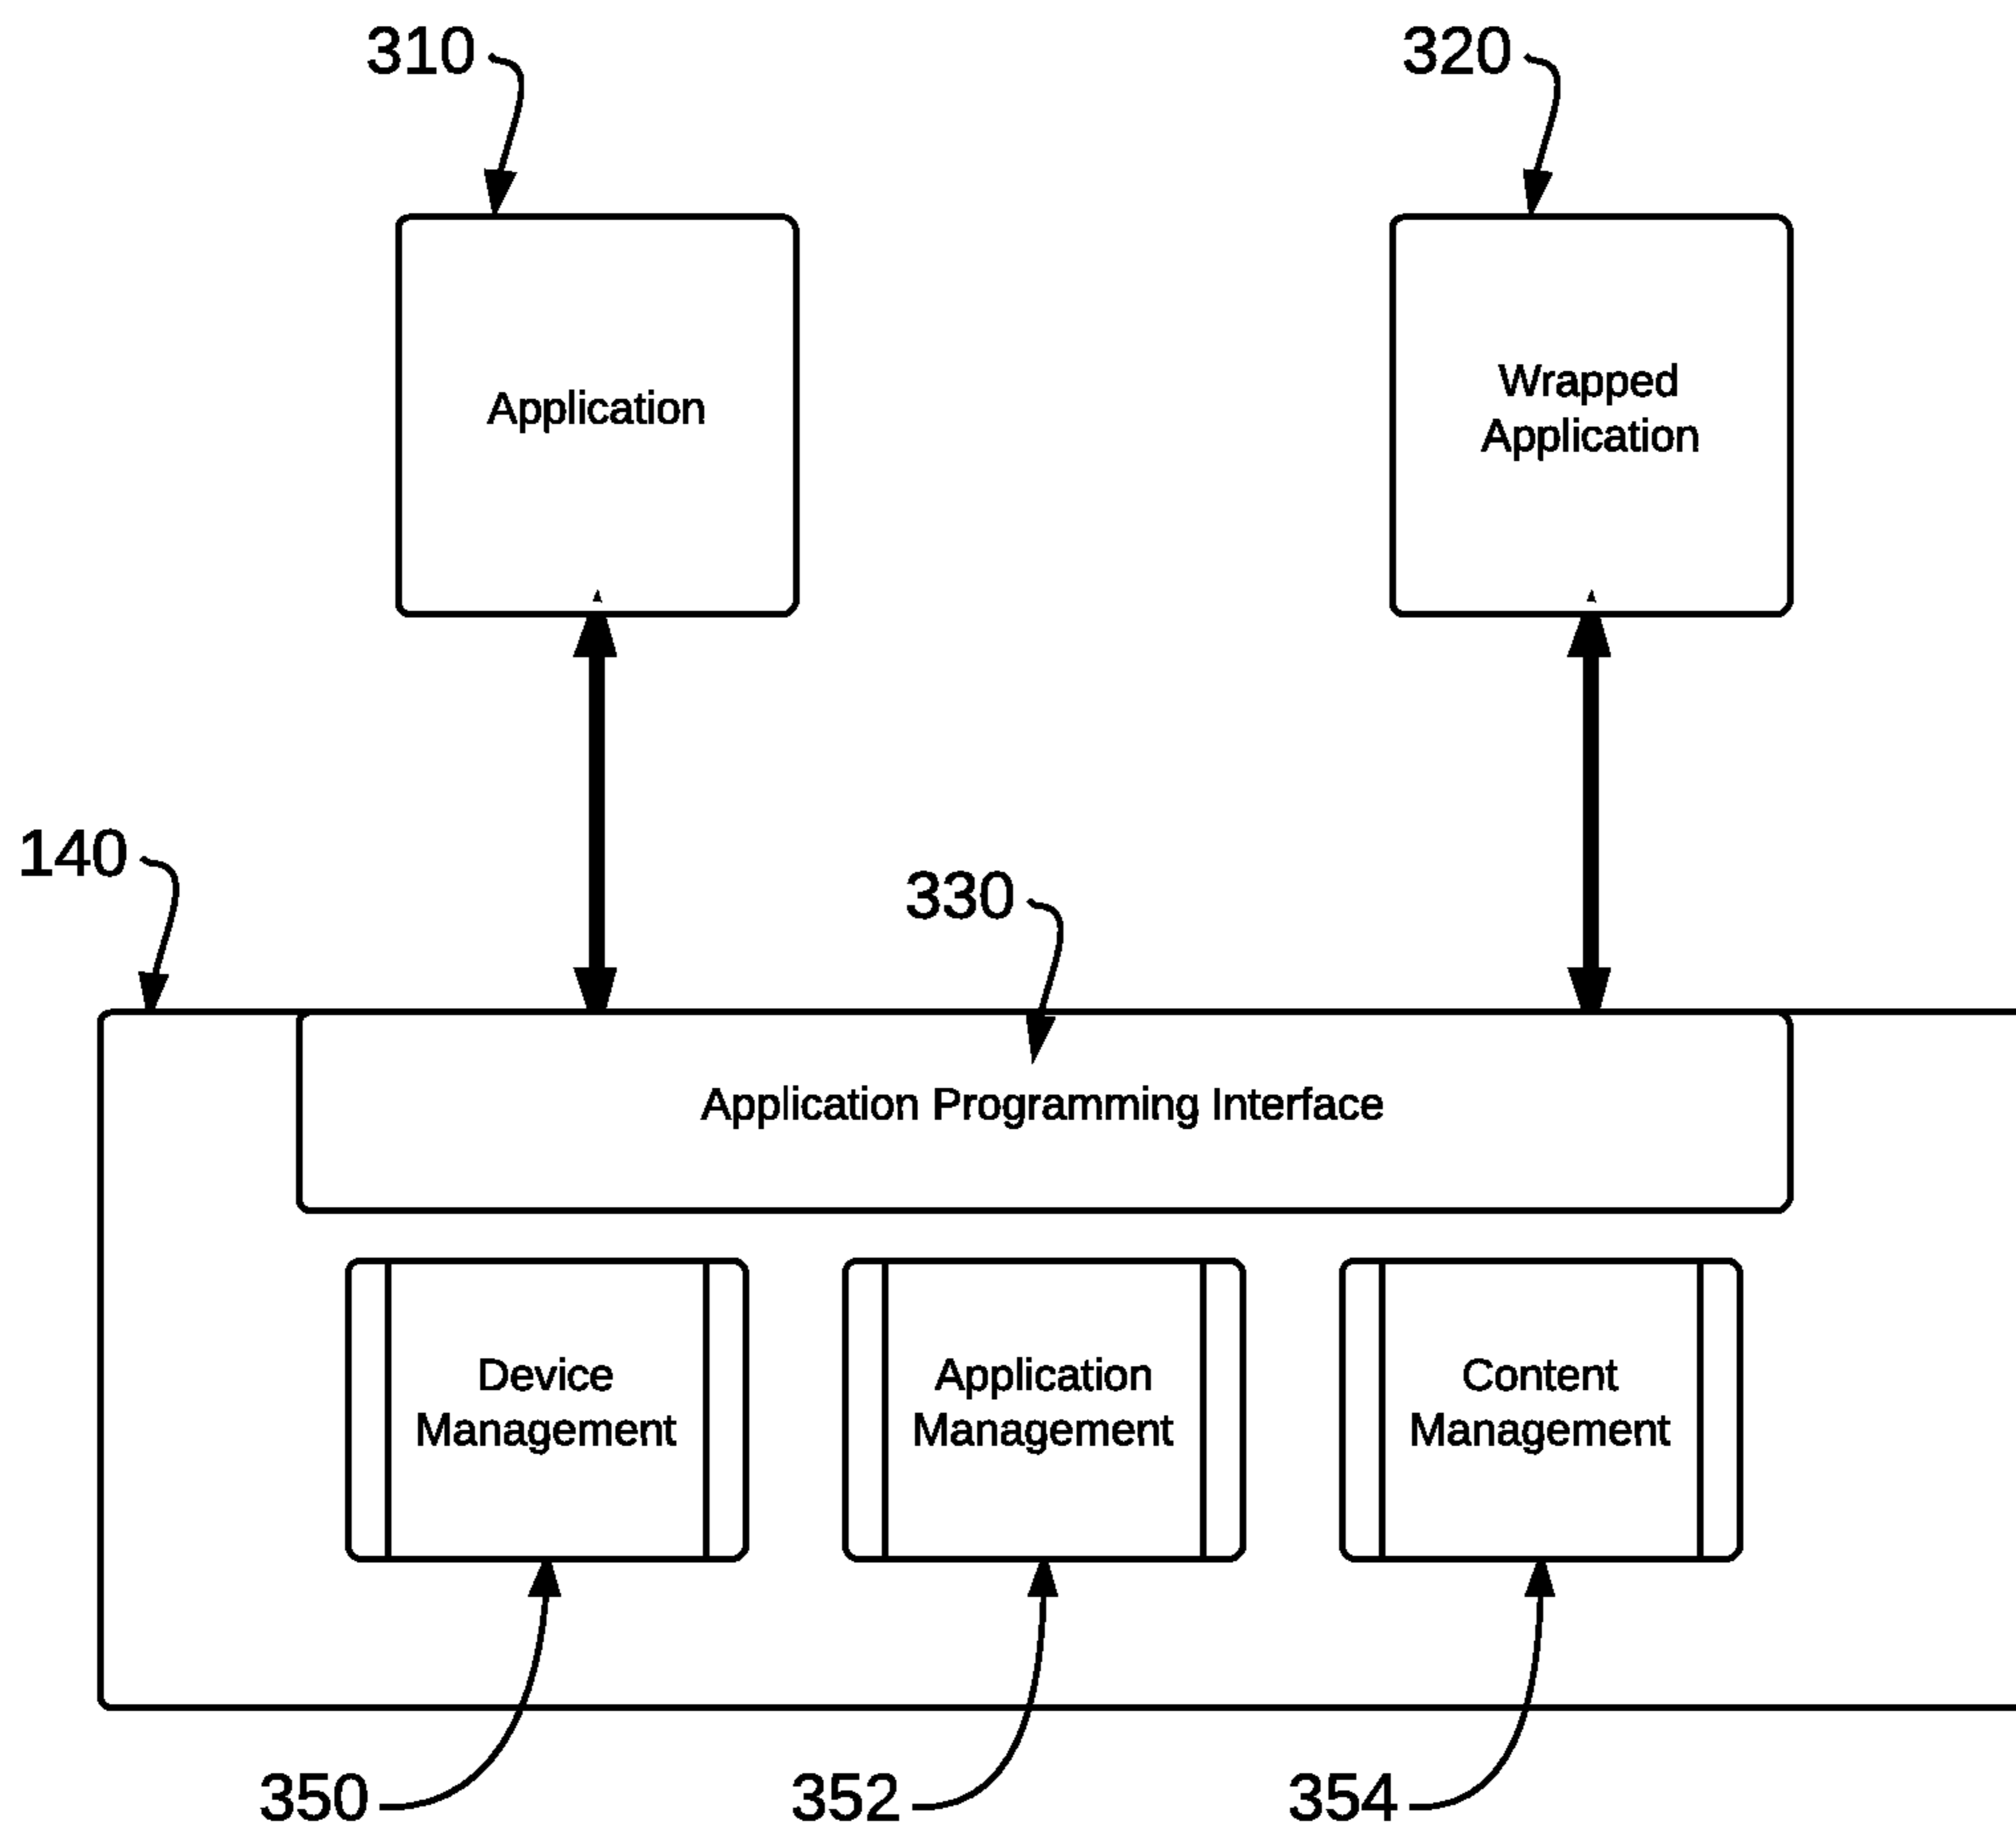 310
320
Application
Wrapped
Application
140
330
Application Programming Interface
Device
Management
Application
Management
Content
Management
350
352
354